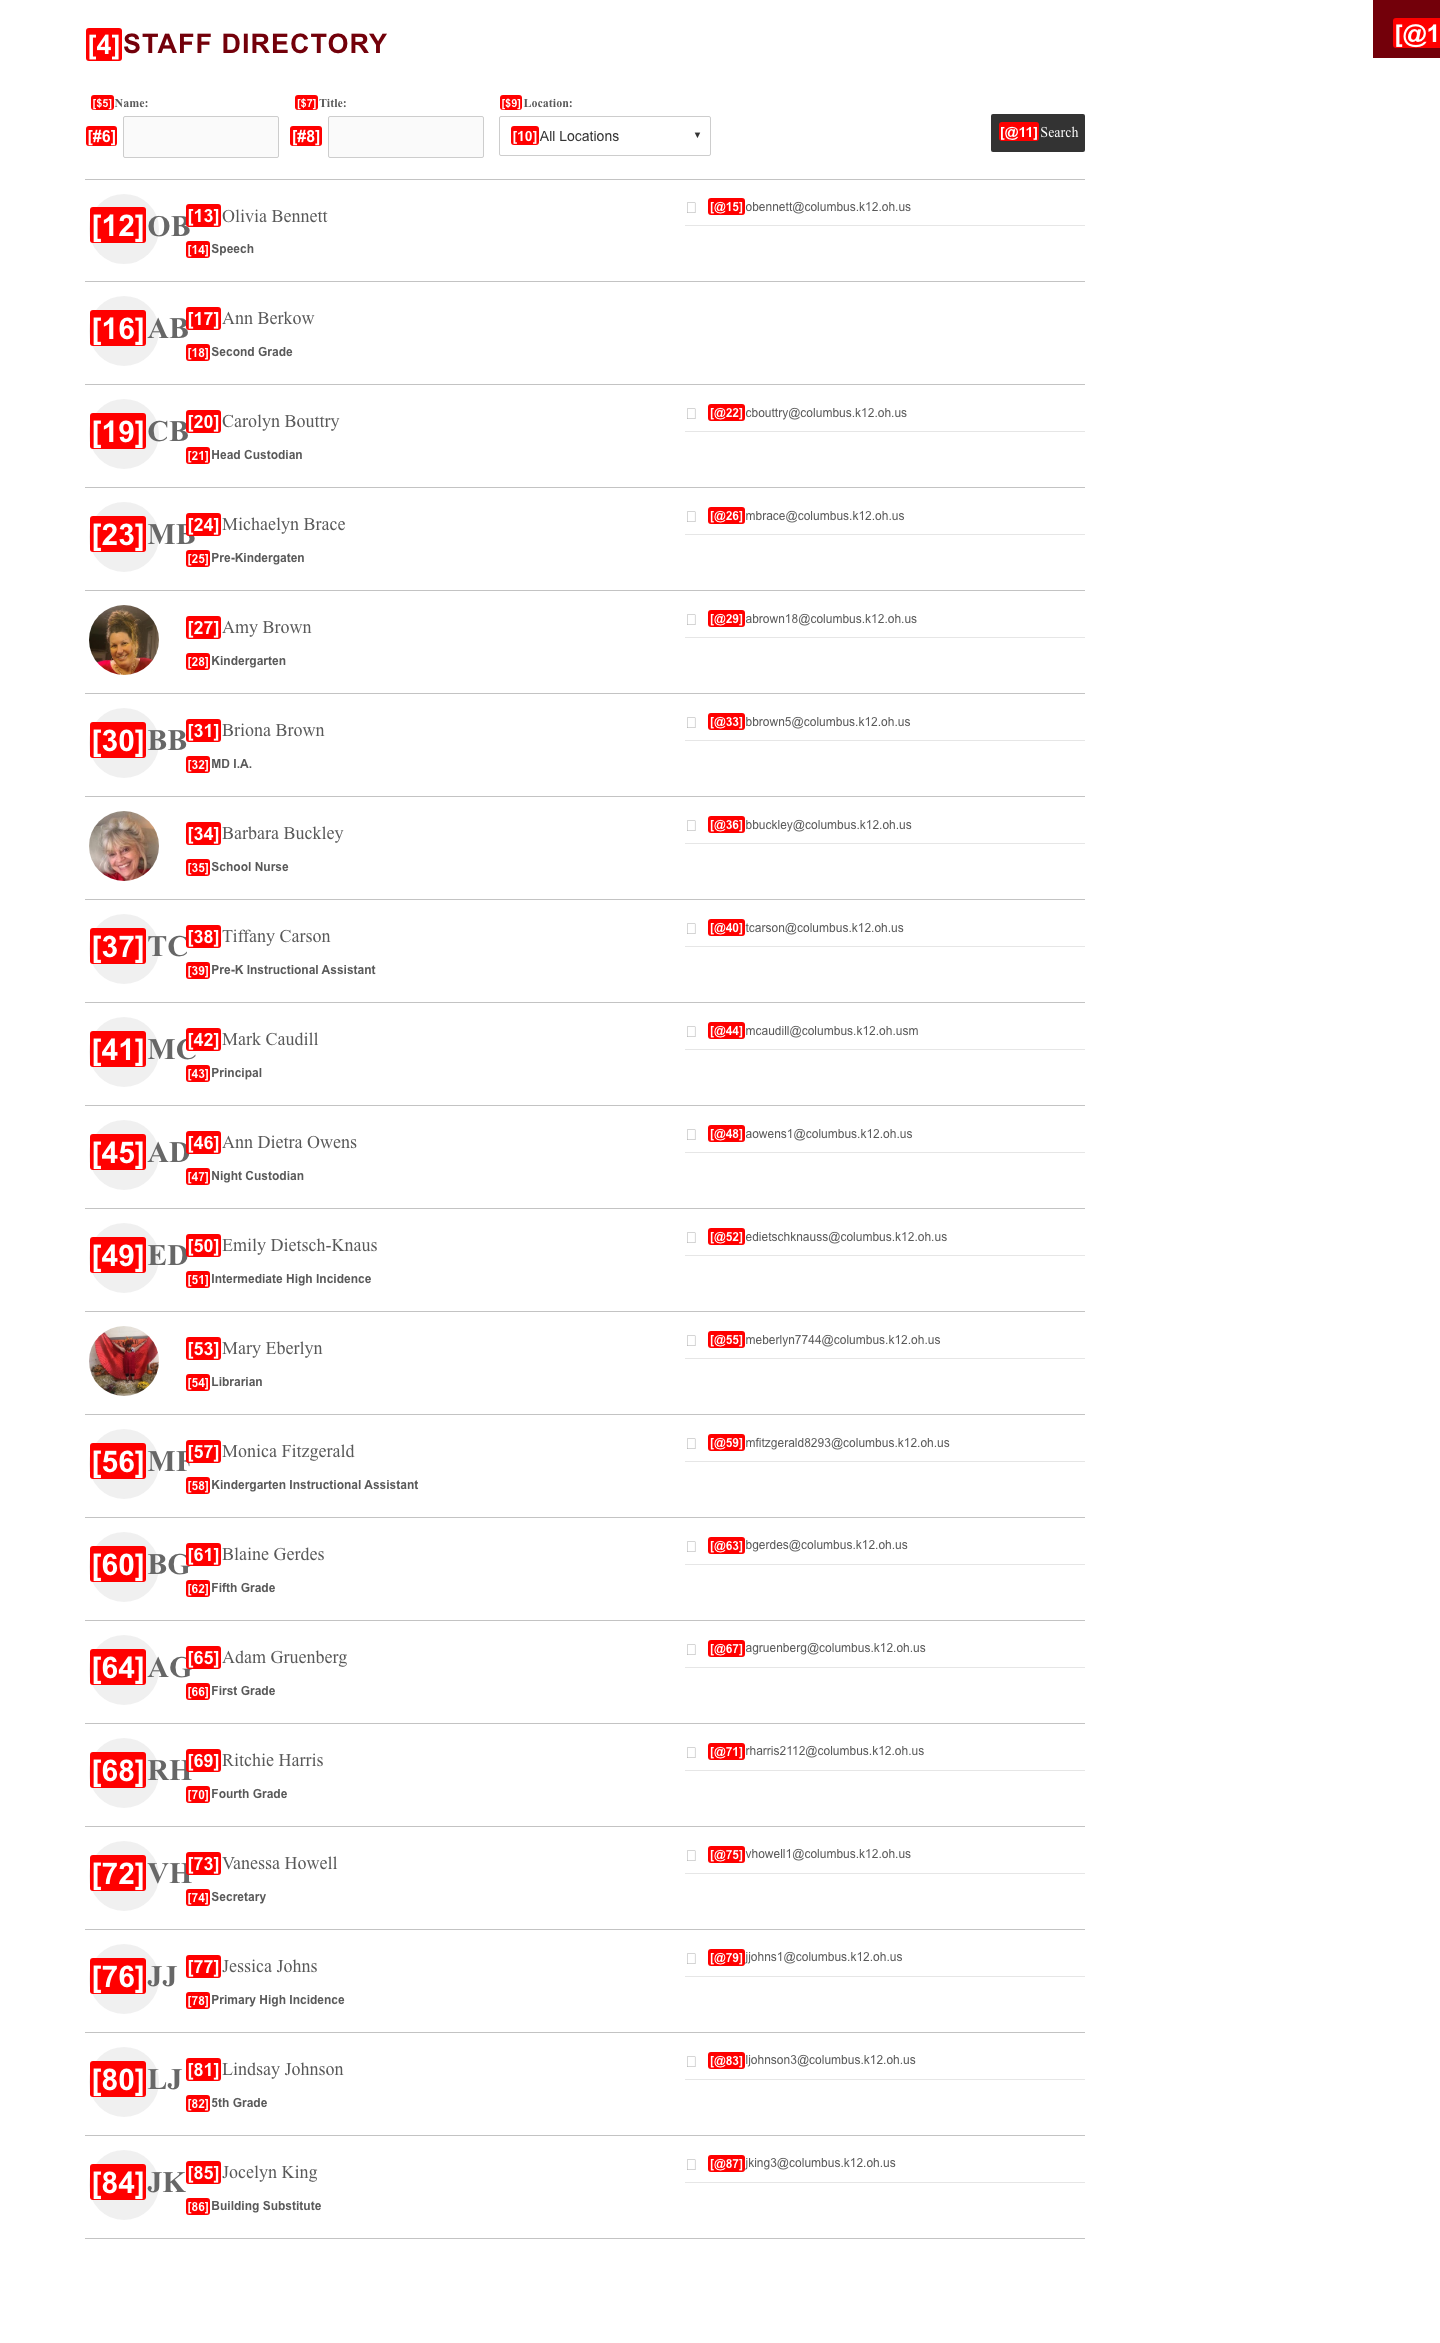 [@1
[4]STAFF DIRECTORY
[$5]Name: [$7]Title: [$9]Location:
[#6] [#8] [10]All Locations [@11]Search
[12]OB [13]Olivia Bennett [@15]obennett@columbus.k12.oh.us
[14]Speech
[16]AB [17]Ann Berkow
[18]Second Grade
[19]CB [20]Carolyn Bouttry [@22]cbouttry@columbus.k12.oh.us
[21]Head Custodian
[23]MB [24]Michaelyn Brace [@26]mbrace@columbus.k12.oh.us
[25]Pre-Kindergaten
[27]Amy Brown [@29]abrown18@columbus.k12.oh.us
[28]Kindergarten
[30]BB [31]Briona Brown [@33]bbrown5@columbus.k12.oh.us
[32]MD I.A.
[34]Barbara Buckley [@36]bbuckley@columbus.k12.oh.us
[35]School Nurse
[37]TC [38]Tiffany Carson [@40]tcarson@columbus.k12.oh.us
[39]Pre-K Instructional Assistant
[41]MC [42]Mark Caudill [@44]mcaudill@columbus.k12.oh.usm
[43]Principal
[45]AD [46]Ann Dietra Owens [@48]aowens1@columbus.k12.oh.us
[47]Night Custodian
[49]ED [50]Emily Dietsch-Knaus [@52]edietschknauss@columbus.k12.oh.us
[51]Intermediate High Incidence
[53]Mary Eberlyn [@55]meberlyn7744@columbus.k12.oh.us
[54]Librarian
[56]MF [57]Monica Fitzgerald [@59]mfitzgerald8293@columbus.k12.oh.us
[58]Kindergarten Instructional Assistant
[60]BG [61]Blaine Gerdes [@63]bgerdes@columbus.k12.oh.us
[62]Fifth Grade
[64]AG [65]Adam Gruenberg [@67]agruenberg@columbus.k12.oh.us
[66]First Grade
[68]RH [69]Ritchie Harris [@71]rharris2112@columbus.k12.oh.us
[70]Fourth Grade
[72]VH [73]Vanessa Howell [@75]vhowell1@columbus.k12.oh.us
[74]Secretary
[76]JJ [77]Jessica Johns [@79]jjohns1@columbus.k12.oh.us
[78]Primary High Incidence
[80]LJ [81]Lindsay Johnson [@83]ljohnson3@columbus.k12.oh.us
[82]5th Grade
[84]JK [85]Jocelyn King [@87]jking3@columbus.k12.oh.us
[86]Building Substitute